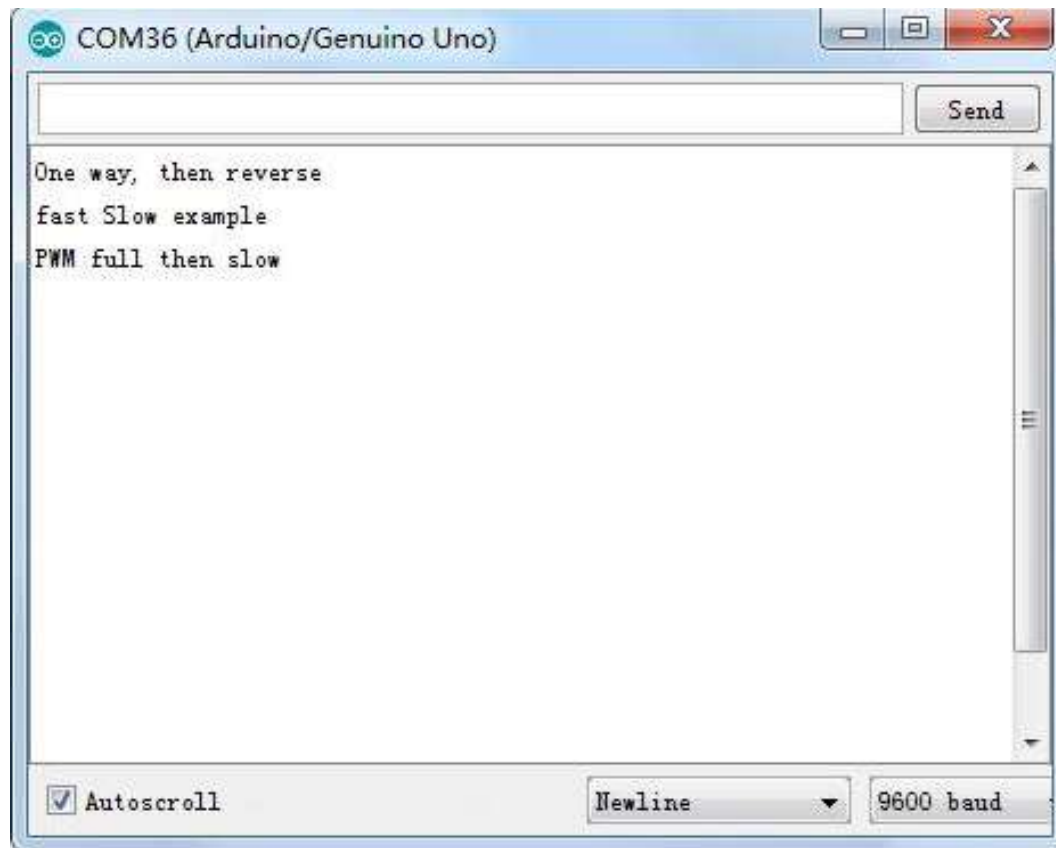 COM36 (Arduino/Genuino Uno)
Send
One way, then reverse
fast Slow example
PWM full then slow
Autoscroll
Newline
9600 baud